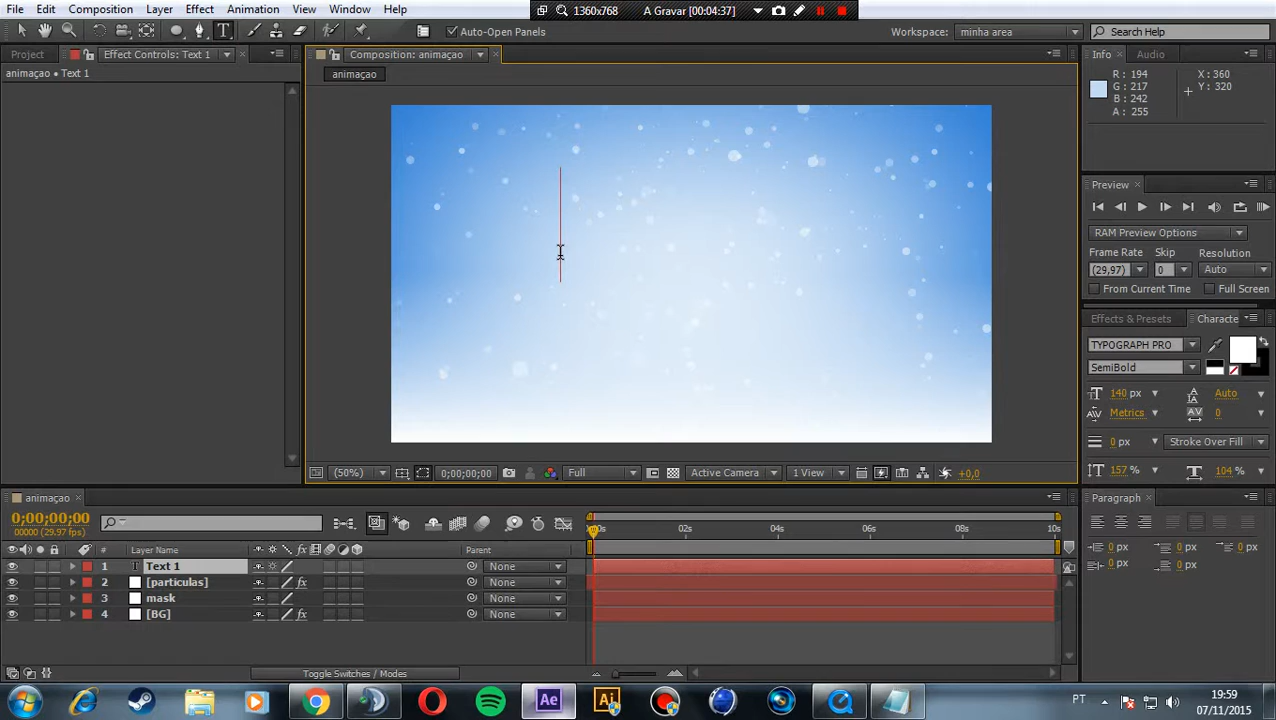 File Edit Composition Layer Effect Animation View Window Help
1360x768 A Gravar [00:04:37]
Auto-Open Panels
Workspace: minha area
Search Help
Project Effect Controls: Text 1
Composition: animaçao
Info Audio
animaçao • Text 1
animaçao
R : 194
G : 217
B : 242
A : 255
X : 360
Y : 320
Preview
RAM Preview Options
Frame Rate Skip Resolution
(29,97) 0 Auto
From Current Time Full Screen
Effects & Presets Characte
TYPOGRAPH PRO
SemiBold
140 px Auto
Metrics 0
0 px Stroke Over Fill
157 % 104 %
(50%) 0;00;00;00 Full Active Camera 1 View +0,0
animaçao
Paragraph
0;00;00;00
00000 (29.97 fps)
00s 02s 04s 06s 08s 10s
# Layer Name Parent
1 T Text 1 None
2 [particulas] fx None
3 mask None
4 [BG] fx None
0 px 0 px 0 px
0 px 0 px
Toggle Switches / Modes
Ae Ai PT
19:59
07/11/2015